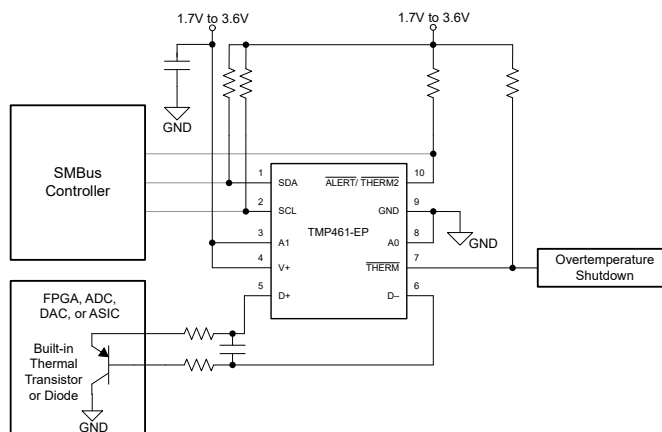 1.7V to 3.6V
1.7V to 3.6V
GND
SMBus
Controller
1
SDA
2
SCL
3
A1
4
V+
5
D+
TMP461-EP
ALERT/ THERM2
10
GND
9
A0
8
THERM
7
D–
6
GND
Overtemperature
Shutdown
FPGA, ADC,
DAC, or ASIC
Built-in
Thermal
Transistor
or Diode
GND